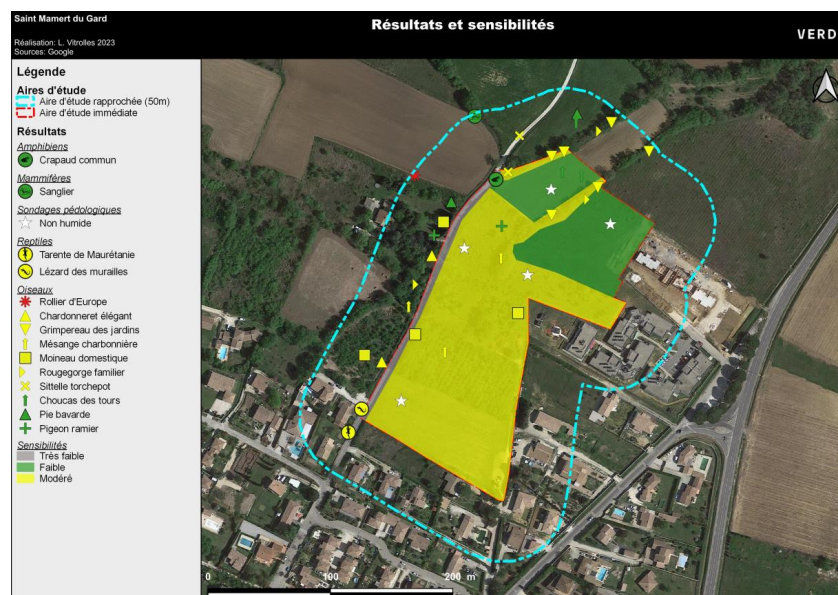 Saint Mamert du Gard
Résultats et sensibilités
VERD
Réalisation: L. Vitrolles 2023
Sources: Google
Légende
Aires d'étude
Aire d'étude rapprochée (50m)
Aire d'étude immédiate
Résultats
Amphibiens
Crapaud commun
Mammifères
Sanglier
Sondages pédologiques
Non humide
Reptiles
Tarente de Maurétanie
Lézard des murailles
Oiseaux
Rollier d'Europe
Chardonneret élégant
Grimpereau des jardins
Mésange charbonnière
Moineau domestique
Rougegorge familier
Sittelle torchepot
Choucas des tours
Pie bavarde
Pigeon ramier
Sensibilités
Très faible
Faible
Modéré
0 100 200 m